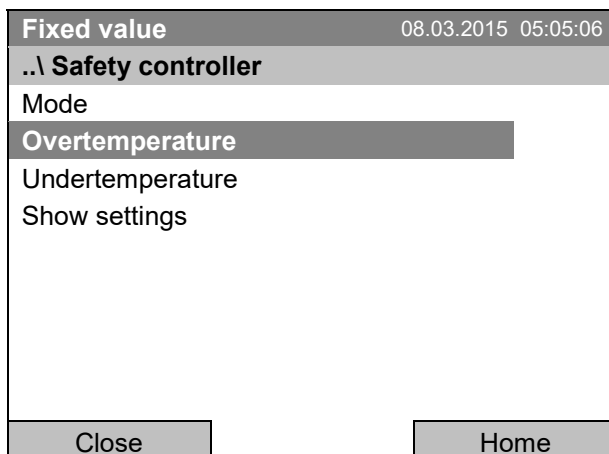 Fixed value 08.03.2015 05:05:06
..\ Safety controller
Mode
Overtemperature
Undertemperature
Show settings
Close Home